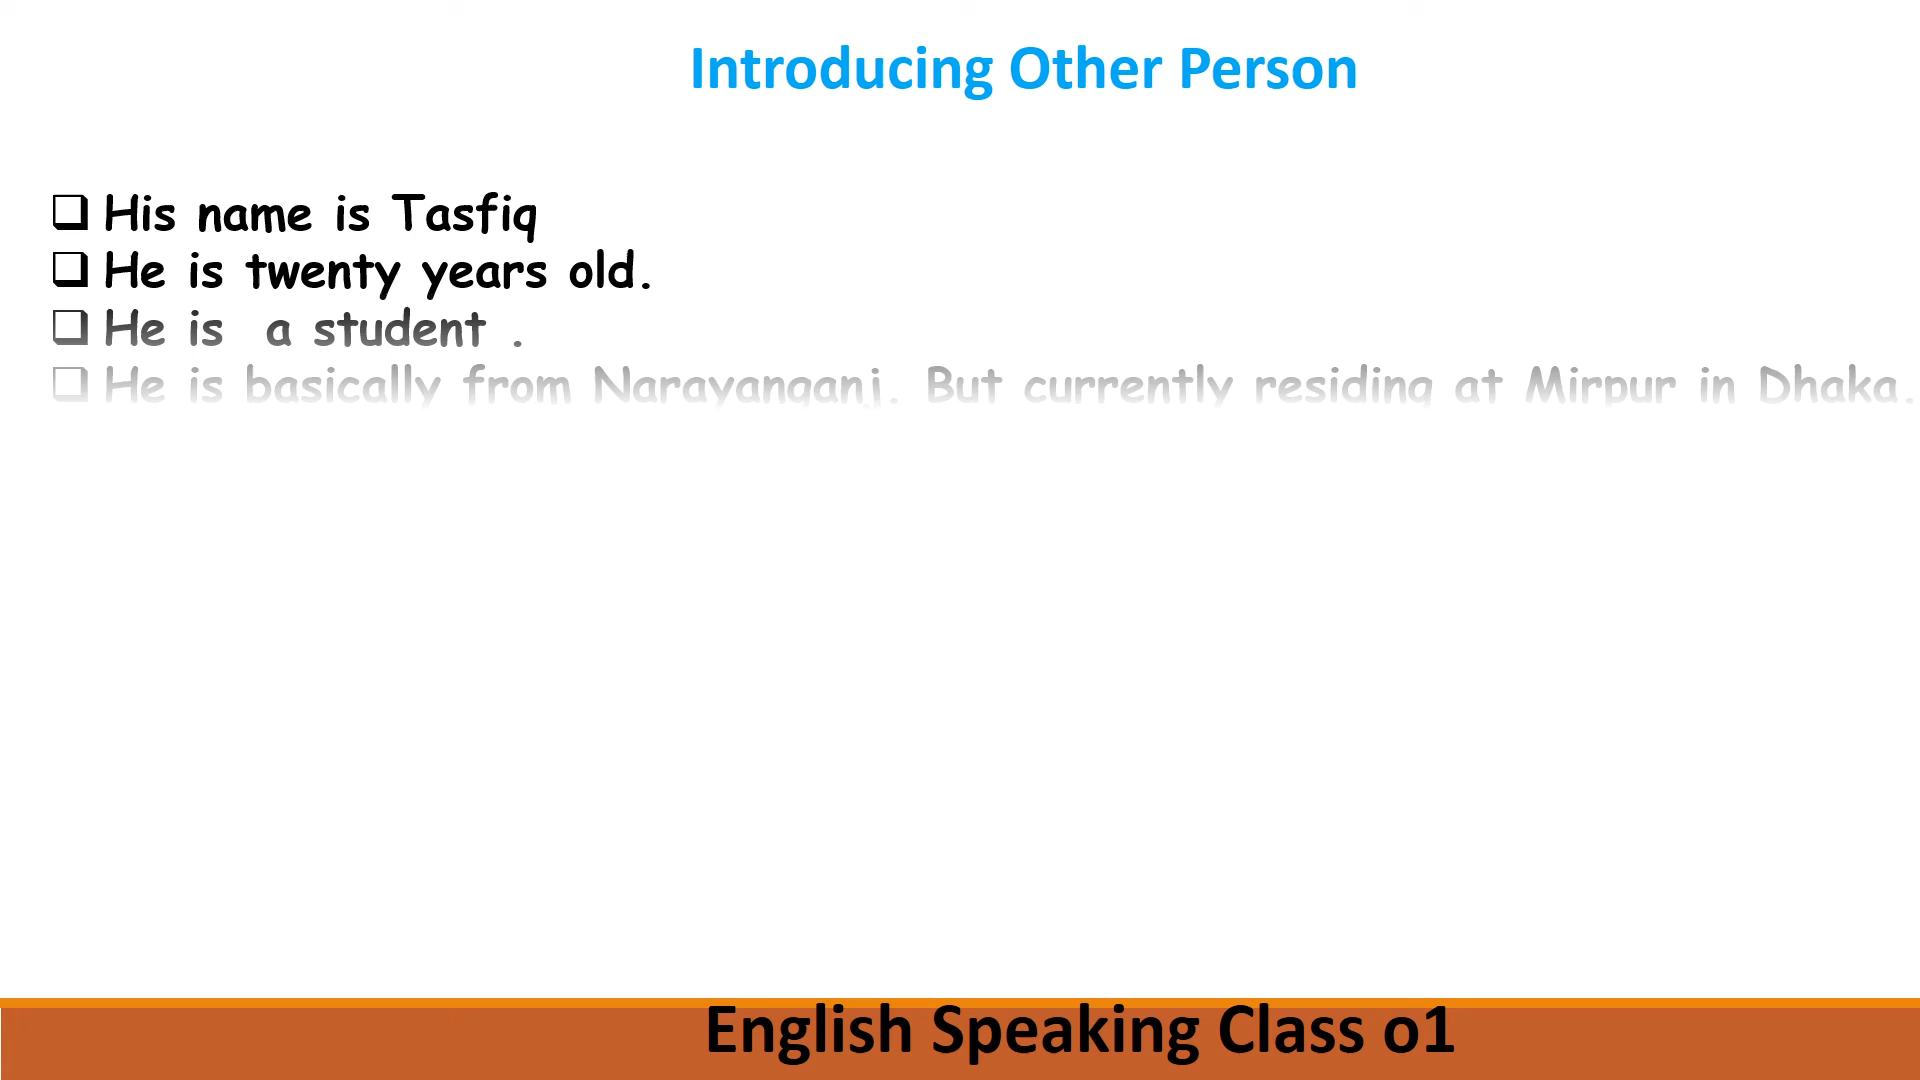 Introducing Other Person
❑ His name is Tasfiq
❑ He is twenty years old.
❑ He is a student .
❑ He is basically from Narayanganj. But currently residing at Mirpur in Dhaka.
English Speaking Class o1